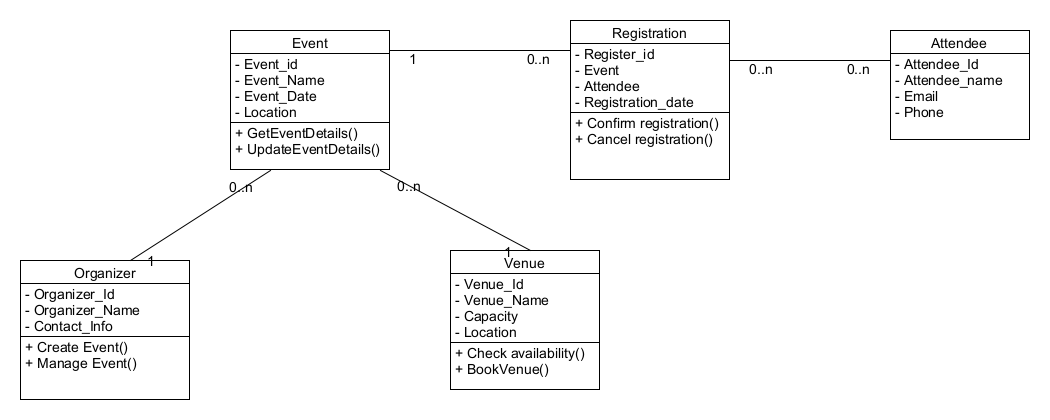 Event
- Event_id
- Event_Name
- Event_Date
- Location
+ GetEventDetails()
+ UpdateEventDetails()
1
0..n
Registration
- Register_id
- Event
- Attendee
- Registration_date
+ Confirm registration()
+ Cancel registration()
0..n
0..n
Attendee
- Attendee_Id
- Attendee_name
- Email
- Phone
0..n
0..n
1
1
Organizer
- Organizer_Id
- Organizer_Name
- Contact_Info
+ Create Event()
+ Manage Event()
Venue
- Venue_Id
- Venue_Name
- Capacity
- Location
+ Check availability()
+ BookVenue()